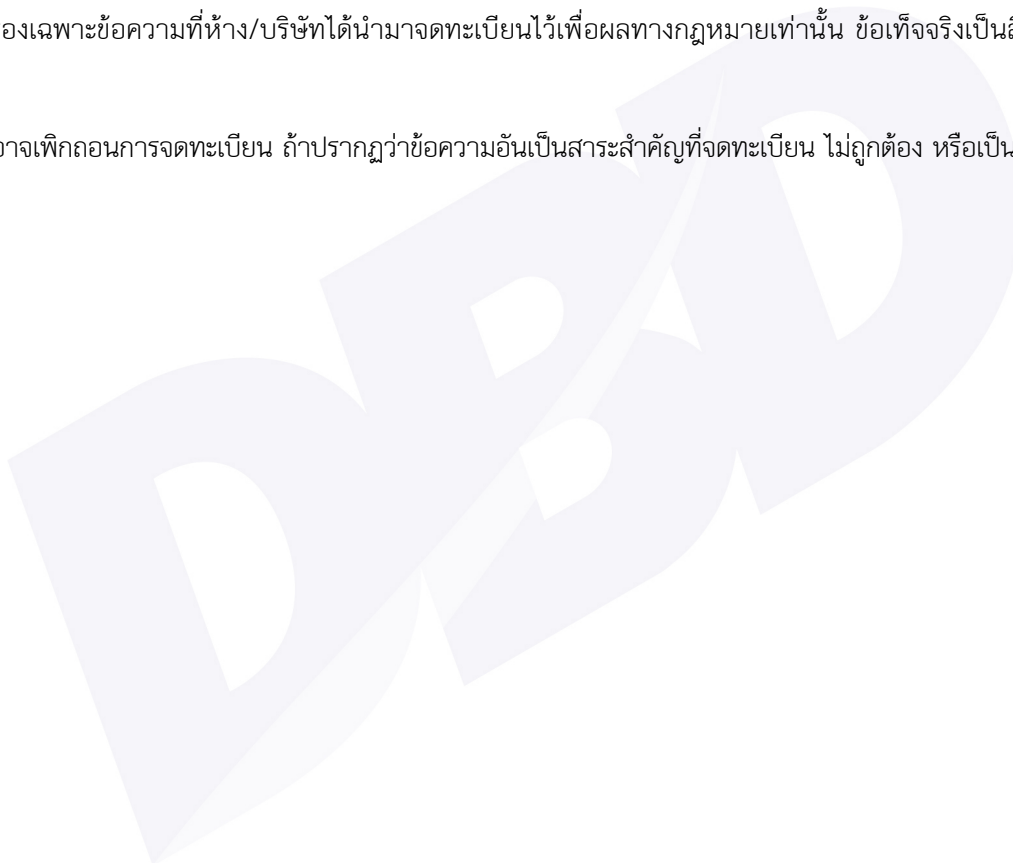 องเฉพาะข้อความที่ห้าง/บริษัทได้นำมาจดทะเบียนไว้เพื่อผลทางกฎหมายเท่านั้น ข้อเท็จจริงเป็น
อาจเพิกถอนการจดทะเบียน ถ้าปรากฏว่าข้อความอันเป็นสาระสำคัญที่จดทะเบียน ไม่ถูกต้อง หรือเป็น
DBD